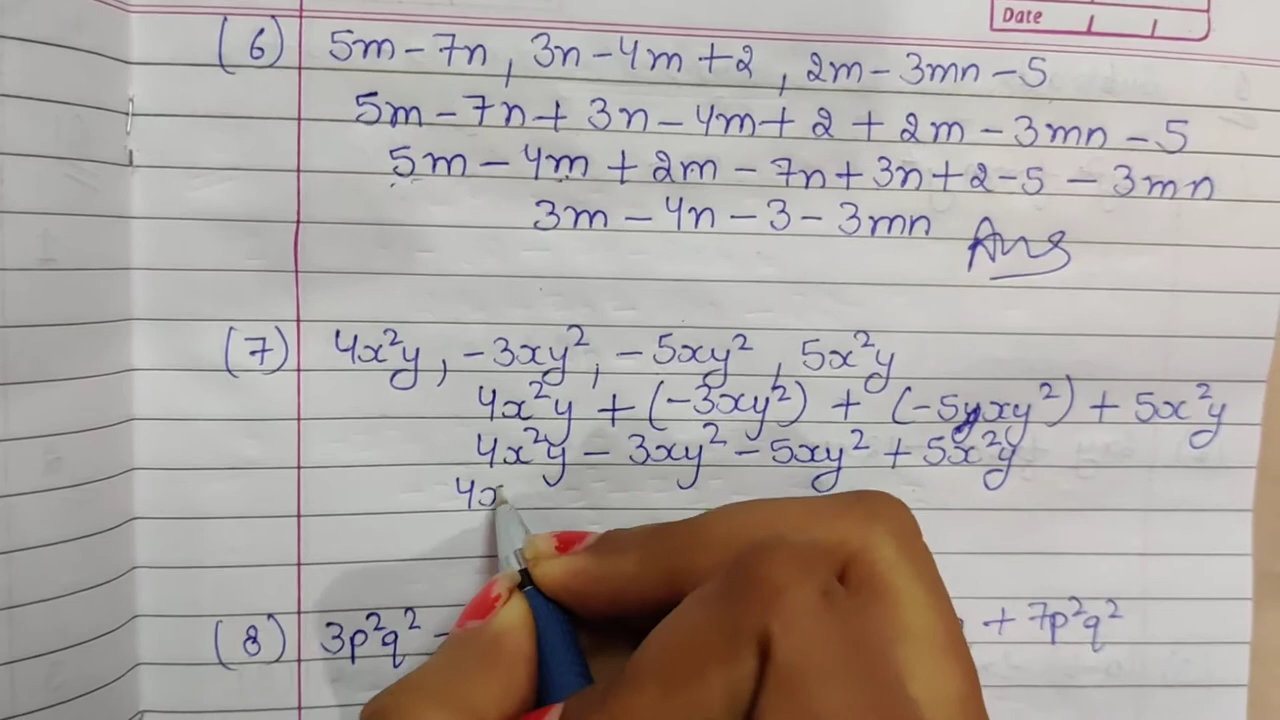 Date / /
(6) 5m - 7n, 3n - 4m + 2, 2m - 3mn - 5
5m - 7n + 3n - 4m + 2 + 2m - 3mn - 5
5m - 4m + 2m - 7n + 3n + 2 - 5 - 3mn
3m - 4n - 3 - 3mn Ans
(7) 4x²y, -3xy², -5xy², 5x²y
4x²y + (-3xy²) + (-5xy²) + 5x²y
4x²y - 3xy² - 5xy² + 5x²y
4x
(8) 3p²q² - + 7p²q²